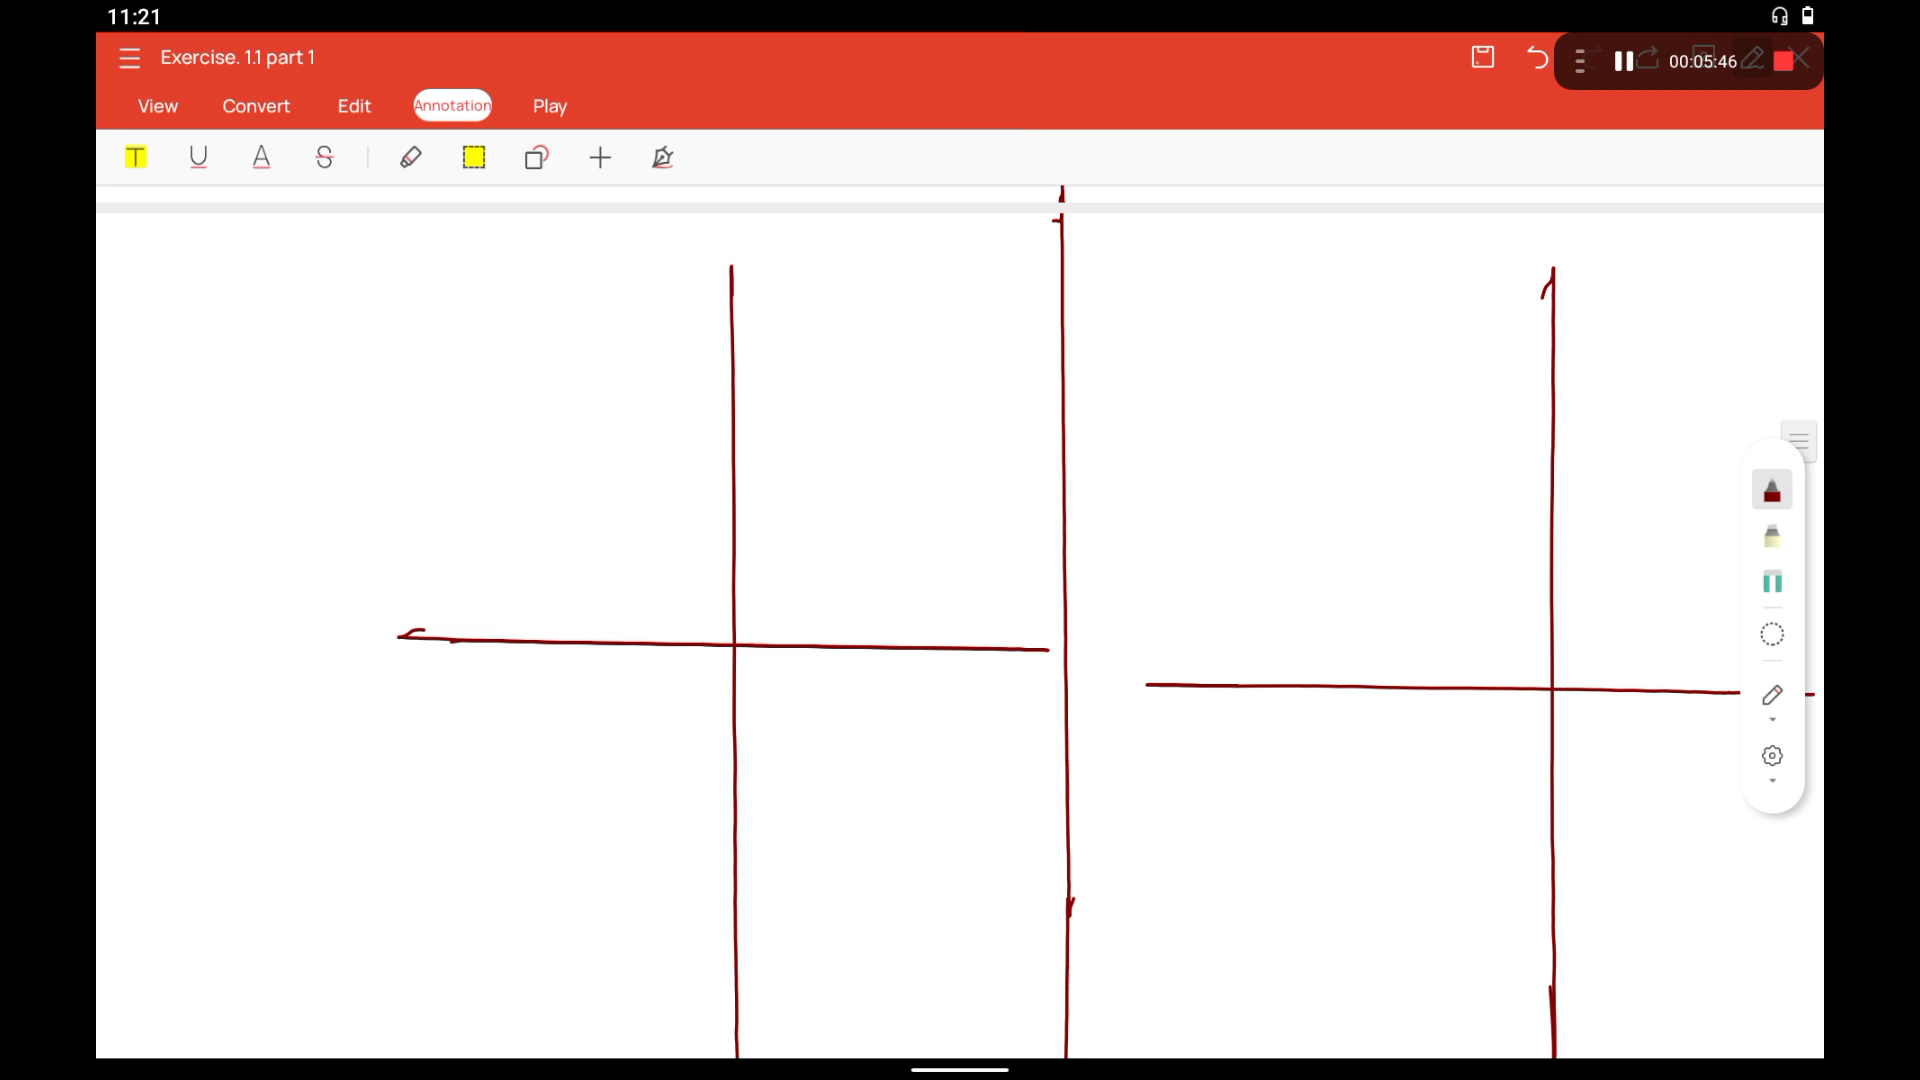 11:21
Exercise. 1.1 part 1
00:05:46
View Convert Edit Annotation Play
T U A S